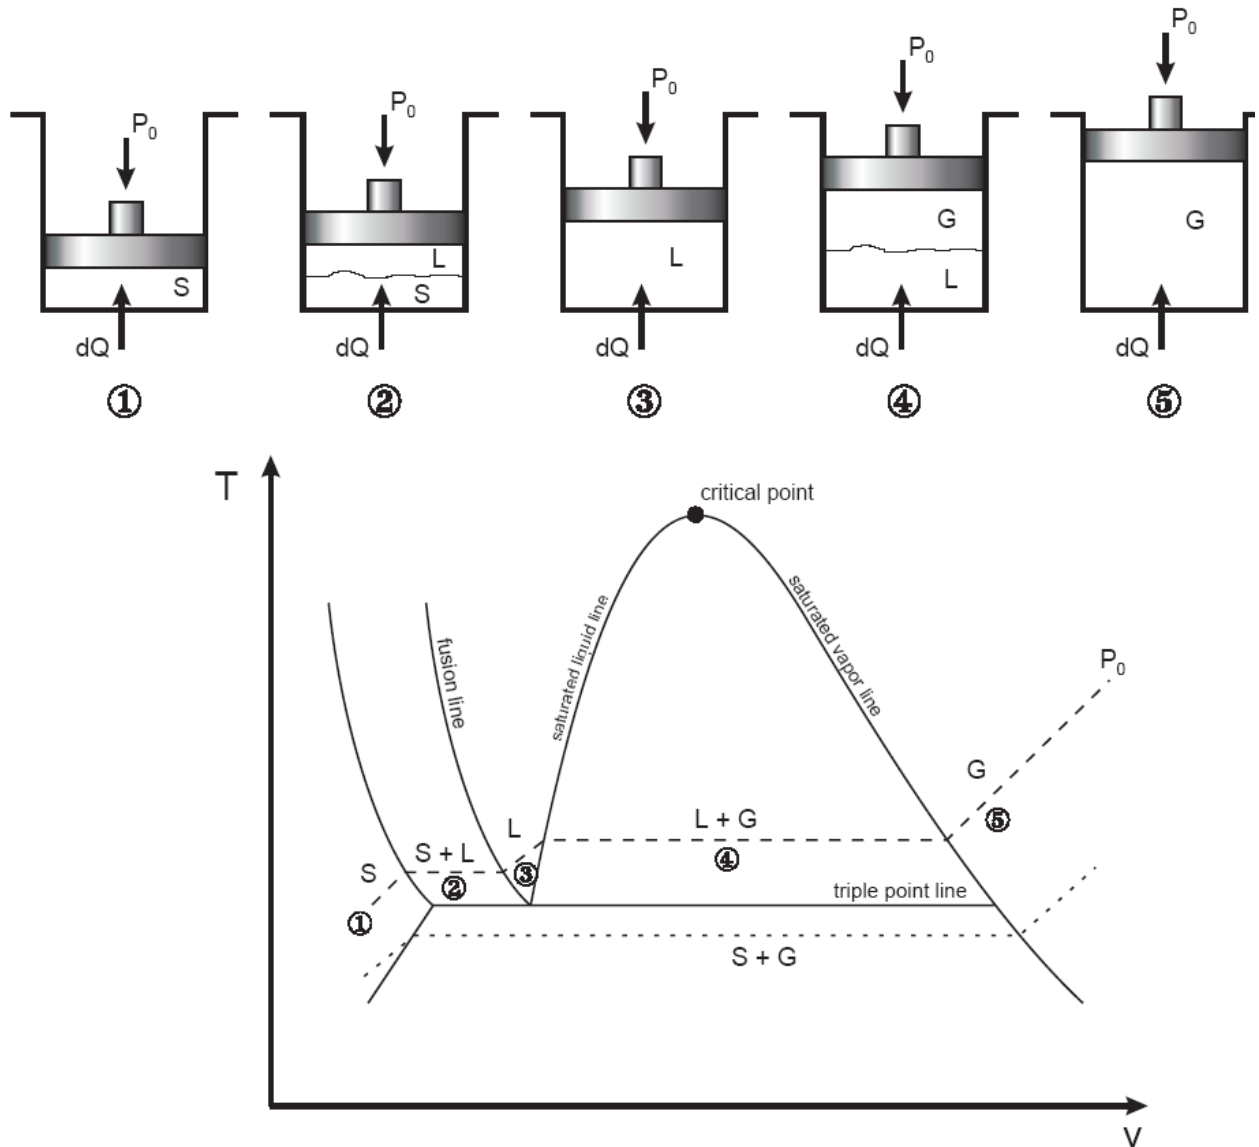 P₀
P₀
P₀
P₀
P₀
S
L
S
L
G
L
G
dQ
dQ
dQ
dQ
dQ
①
②
③
④
⑤
T
critical point
fusion line
saturated liquid line
saturated vapor line
P₀
G
⑤
L
L + G
④
S
S + L
②
③
①
triple point line
S + G
v